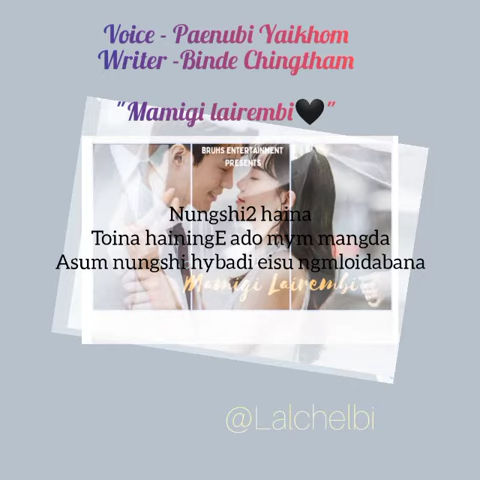 Voice - Paenubi Yaikhom
Writer -Binde Chingtham
"Mamigi lairembi🖤"
BRUHS ENTERTAINMENT
PRESENTS
Nungshi2 haina
Toina hainingE ado mym mangda
Asum nungshi hybadi eisu ngmloidabana
Mamigi Lairembi
@Lalchelbi